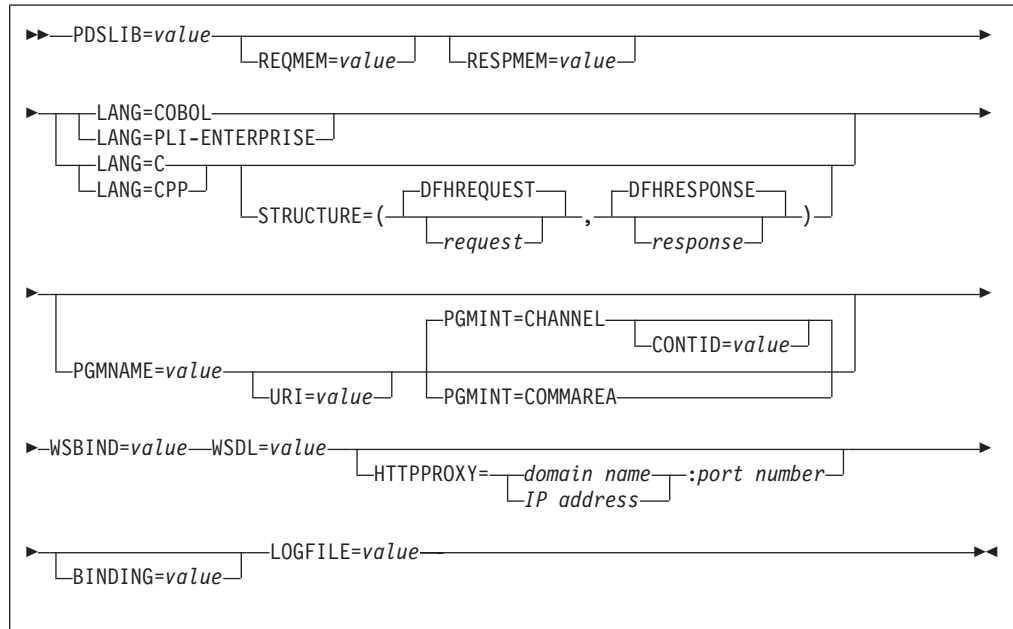 PDSLIB=value
REQMEM=value RESPMEM=value
LANG=COBOL
LANG=PLI-ENTERPRISE
LANG=C
LANG=CPP
DFHREQUEST DFHRESPONSE
STRUCTURE=( , )
request response
PGMINT=CHANNEL
CONTID=value
PGMNAME=value
URI=value PGMINT=COMMAREA
WSBIND=value WSDL=value
HTTPPROXY= domain name :port number
IP address
LOGFILE=value
BINDING=value